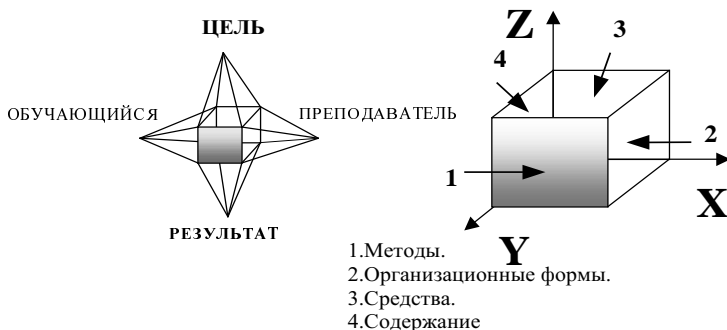 ЦЕЛЬ
ОБУЧАЮЩИЙСЯ
ПРЕПОДАВАТЕЛЬ
РЕЗУЛЬТАТ
Z
3
4
2
1
X
Y
1.Методы.
2.Организационные формы.
3.Средства.
4.Содержание